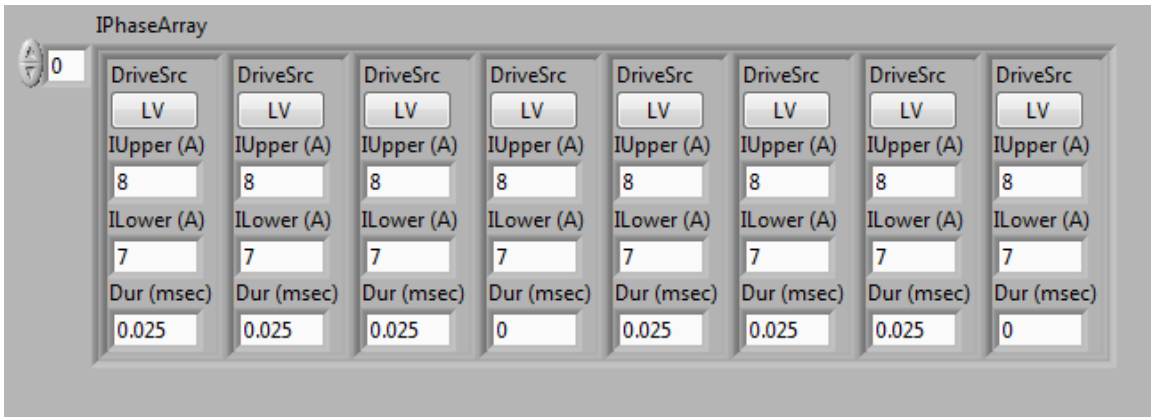 IPhaseArray
0
DriveSrc DriveSrc DriveSrc DriveSrc DriveSrc DriveSrc DriveSrc DriveSrc
LV LV LV LV LV LV LV LV
IUpper (A) IUpper (A) IUpper (A) IUpper (A) IUpper (A) IUpper (A) IUpper (A) IUpper (A)
8 8 8 8 8 8 8 8
ILower (A) ILower (A) ILower (A) ILower (A) ILower (A) ILower (A) ILower (A) ILower (A)
7 7 7 7 7 7 7 7
Dur (msec) Dur (msec) Dur (msec) Dur (msec) Dur (msec) Dur (msec) Dur (msec) Dur (msec)
0.025 0.025 0.025 0 0.025 0.025 0.025 0